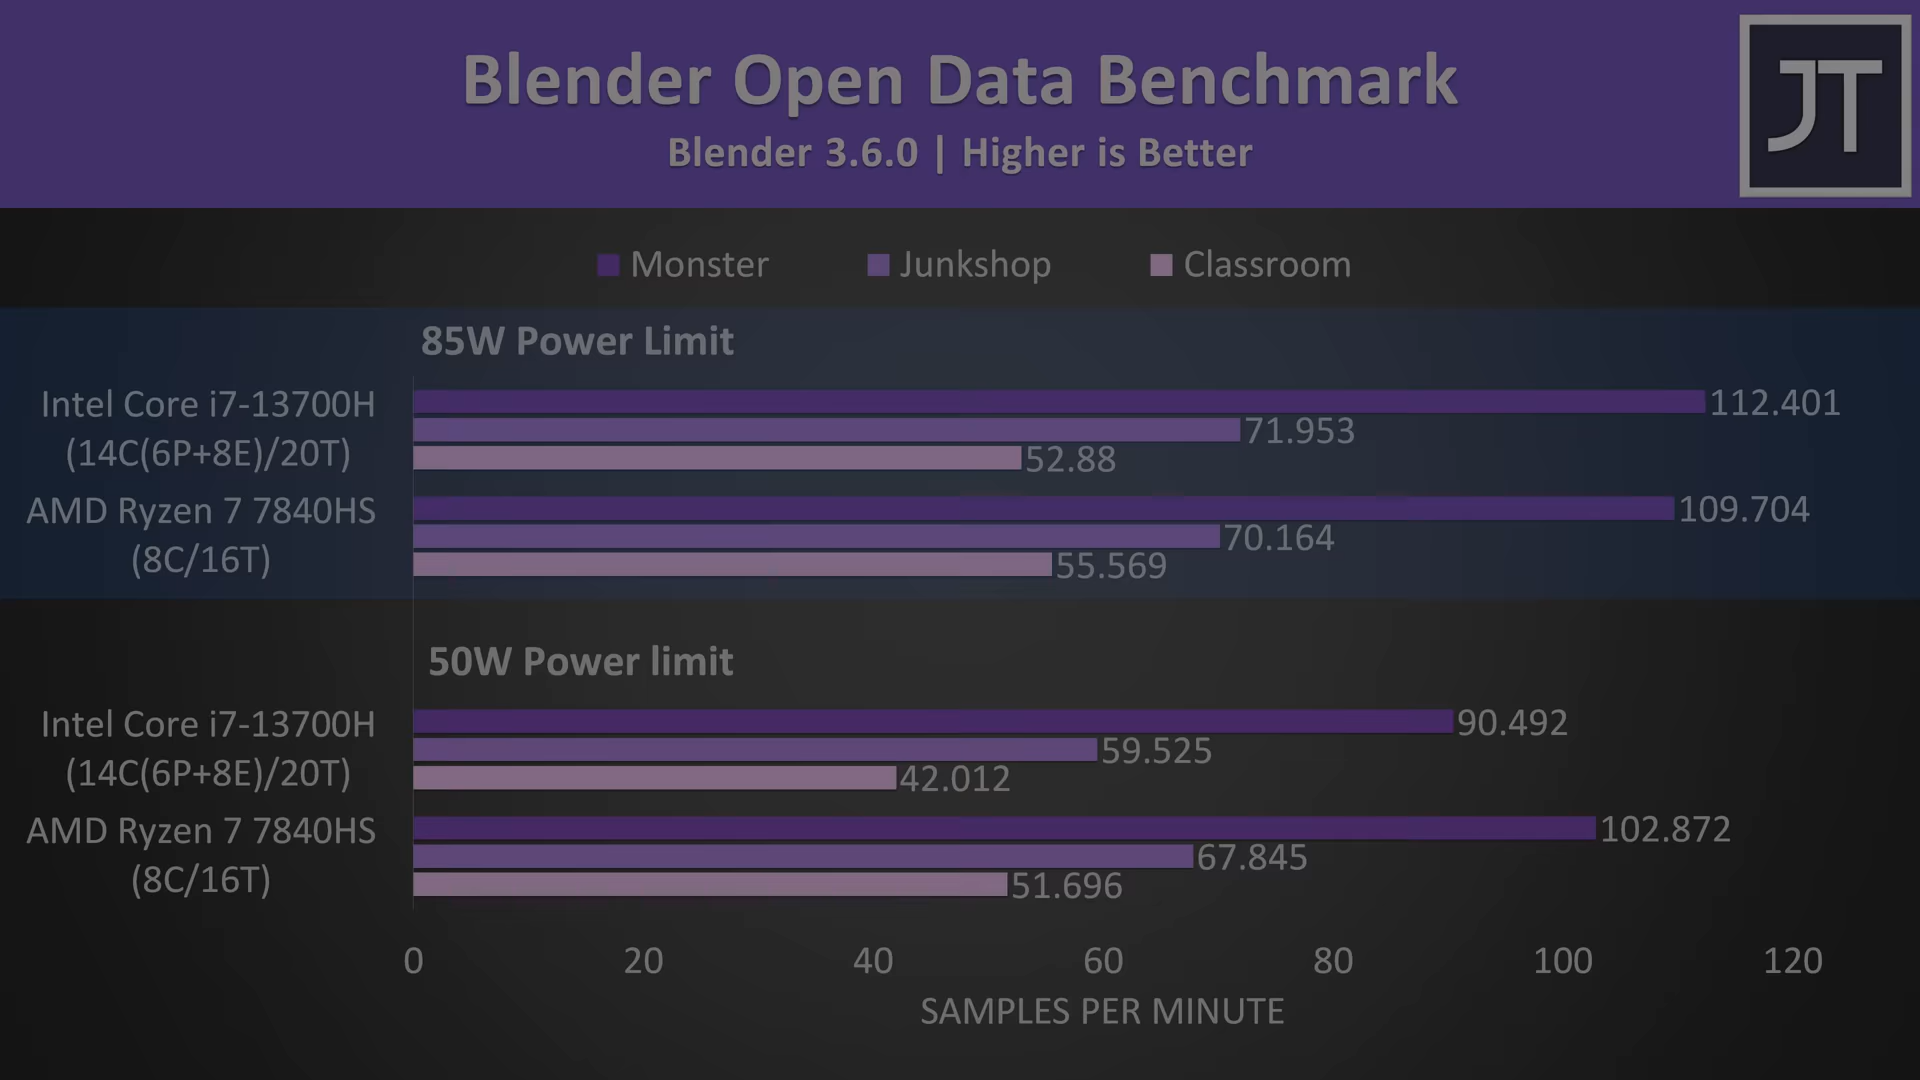 Blender Open Data Benchmark
Blender 3.6.0 | Higher is Better
JT
Monster Junkshop Classroom
85W Power Limit
Intel Core i7-13700H
(14C(6P+8E)/20T)
112.401
71.953
52.88
AMD Ryzen 7 7840HS
(8C/16T)
109.704
70.164
55.569
50W Power limit
Intel Core i7-13700H
(14C(6P+8E)/20T)
90.492
59.525
42.012
AMD Ryzen 7 7840HS
(8C/16T)
102.872
67.845
51.696
0 20 40 60 80 100 120
SAMPLES PER MINUTE